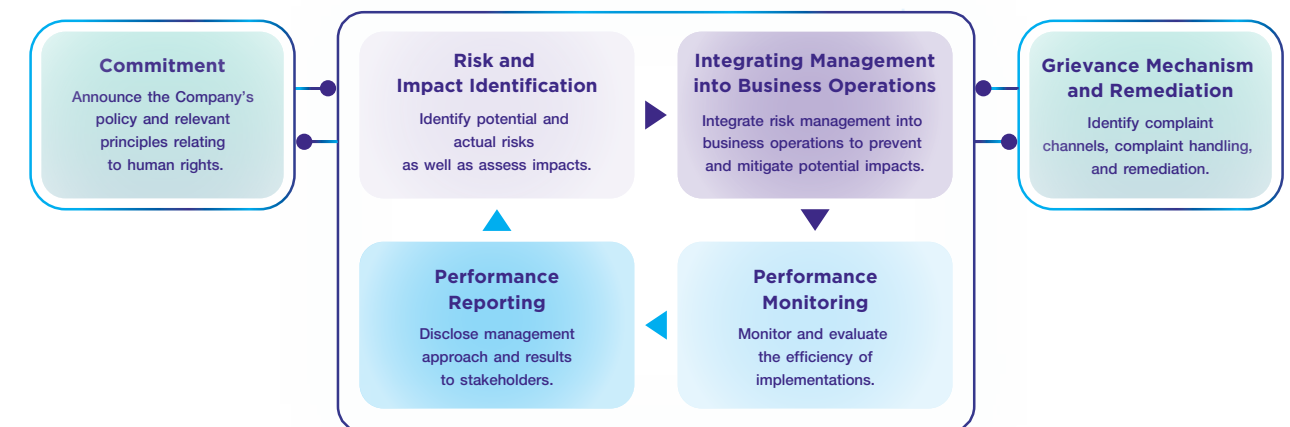 Commitment
Announce the Company's
policy and relevant
principles relating
to human rights.
Risk and
Impact Identification
Identify potential and
actual risks
as well as assess impacts.
Integrating Management
into Business Operations
Integrate risk management into
business operations to prevent
and mitigate potential impacts.
Grievance Mechanism
and Remediation
Identify complaint
channels, complaint handling,
and remediation.
Performance
Reporting
Disclose management
approach and results
to stakeholders.
Performance
Monitoring
Monitor and evaluate
the efficiency of
implementations.